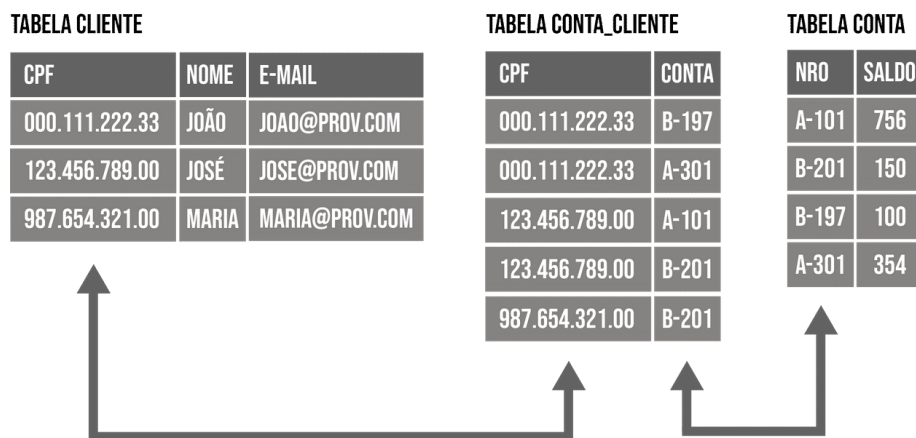 TABELA CLIENTE
CPF NOME E-MAIL
000.111.222.33 JOÃO JOAO@PROV.COM
123.456.789.00 JOSÉ JOSE@PROV.COM
987.654.321.00 MARIA MARIA@PROV.COM
TABELA CONTA_CLIENTE
CPF CONTA
000.111.222.33 B-197
000.111.222.33 A-301
123.456.789.00 A-101
123.456.789.00 B-201
987.654.321.00 B-201
TABELA CONTA
NRO SALDO
A-101 756
B-201 150
B-197 100
A-301 354